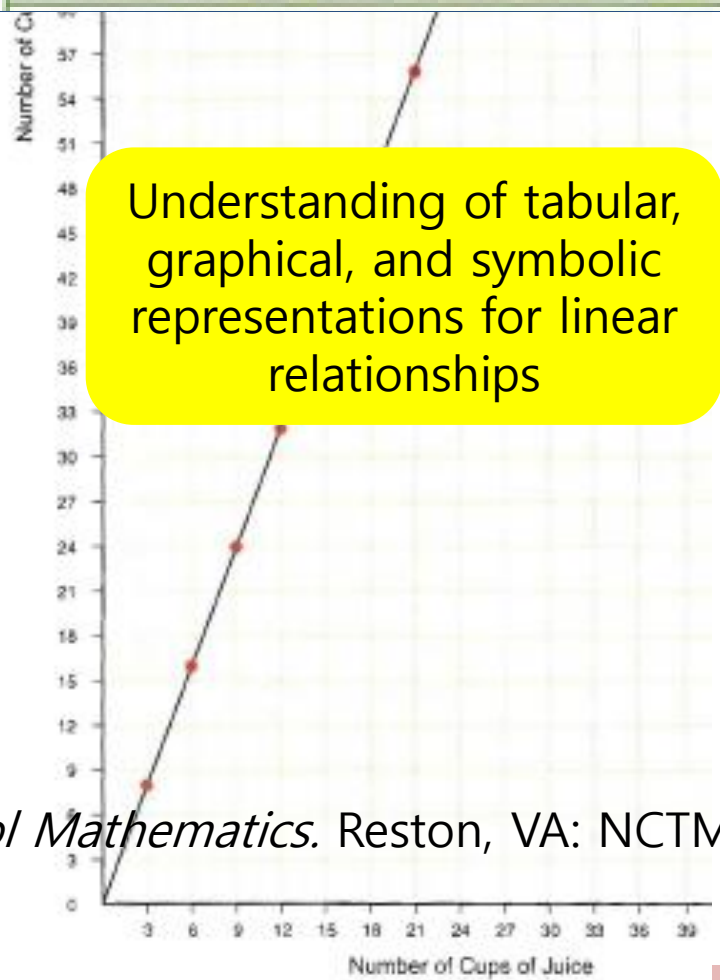 Number of
57
54
51
48
45
42
39
36
33
30
27
24
21
18
15
12
9
3
0
Understanding of tabular,
graphical, and symbolic
representations for linear
relationships
Mathematics. Reston, VA: NCTM
3 6 9 12 15 18 21 24 27 30 33 36 39
Number of Cups of Juice